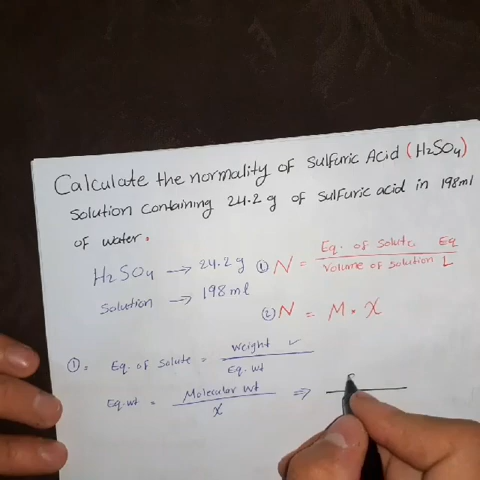 Calculate the normality of sulfuric Acid (H2SO4)
solution containing 24.2 g of sulfuric acid in 198 ml
of water.
H2SO4 → 24.2 g
Solution → 198 ml
① N = Eq. of solute Eq / Volume of solution L
② N = M • X
①= Eq. of solute = weight ✓ / Eq. wt
Eq. wt = Molecular wt / X ⇒